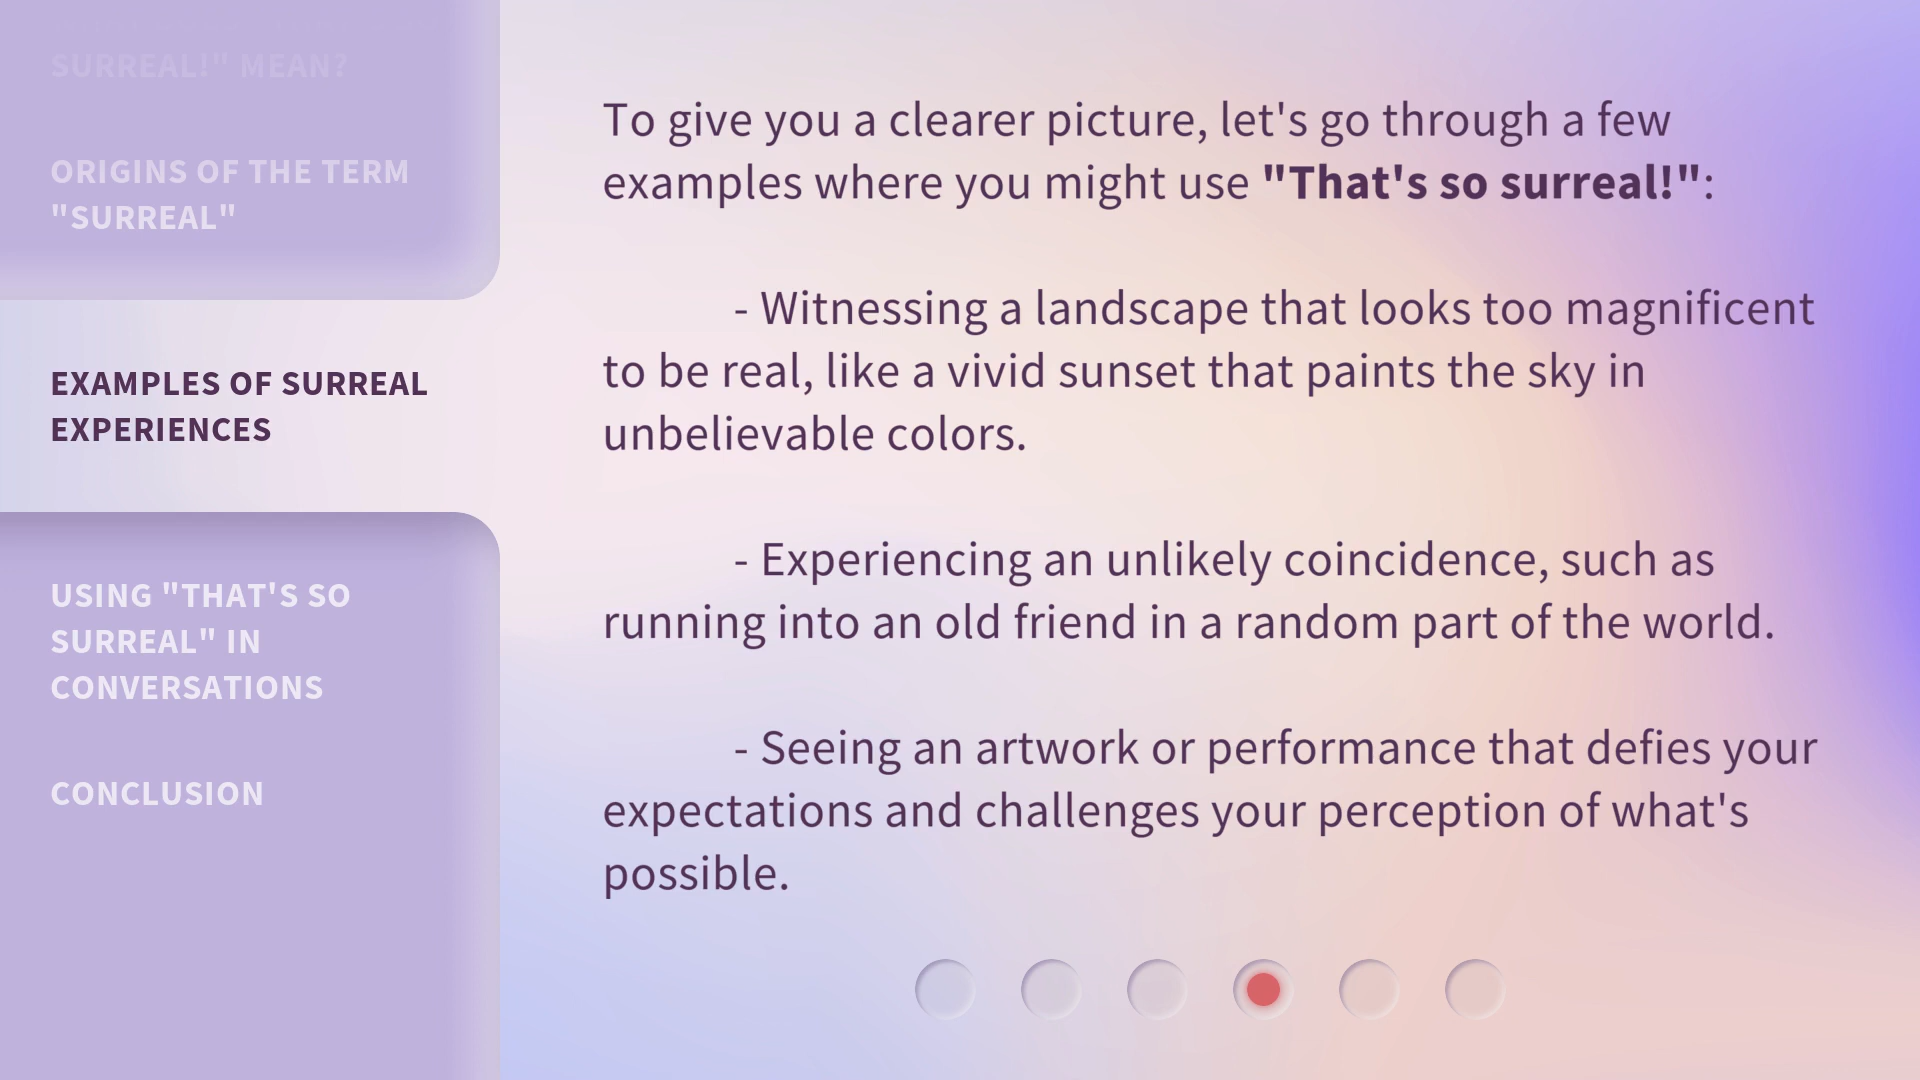 SURREAL!" MEAN?
ORIGINS OF THE TERM
"SURREAL"
EXAMPLES OF SURREAL
EXPERIENCES
USING "THAT'S SO
SURREAL" IN
CONVERSATIONS
CONCLUSION
To give you a clearer picture, let's go through a few
examples where you might use "That's so surreal!":
- Witnessing a landscape that looks too magnificent
to be real, like a vivid sunset that paints the sky in
unbelievable colors.
- Experiencing an unlikely coincidence, such as
running into an old friend in a random part of the world.
- Seeing an artwork or performance that defies your
expectations and challenges your perception of what's
possible.